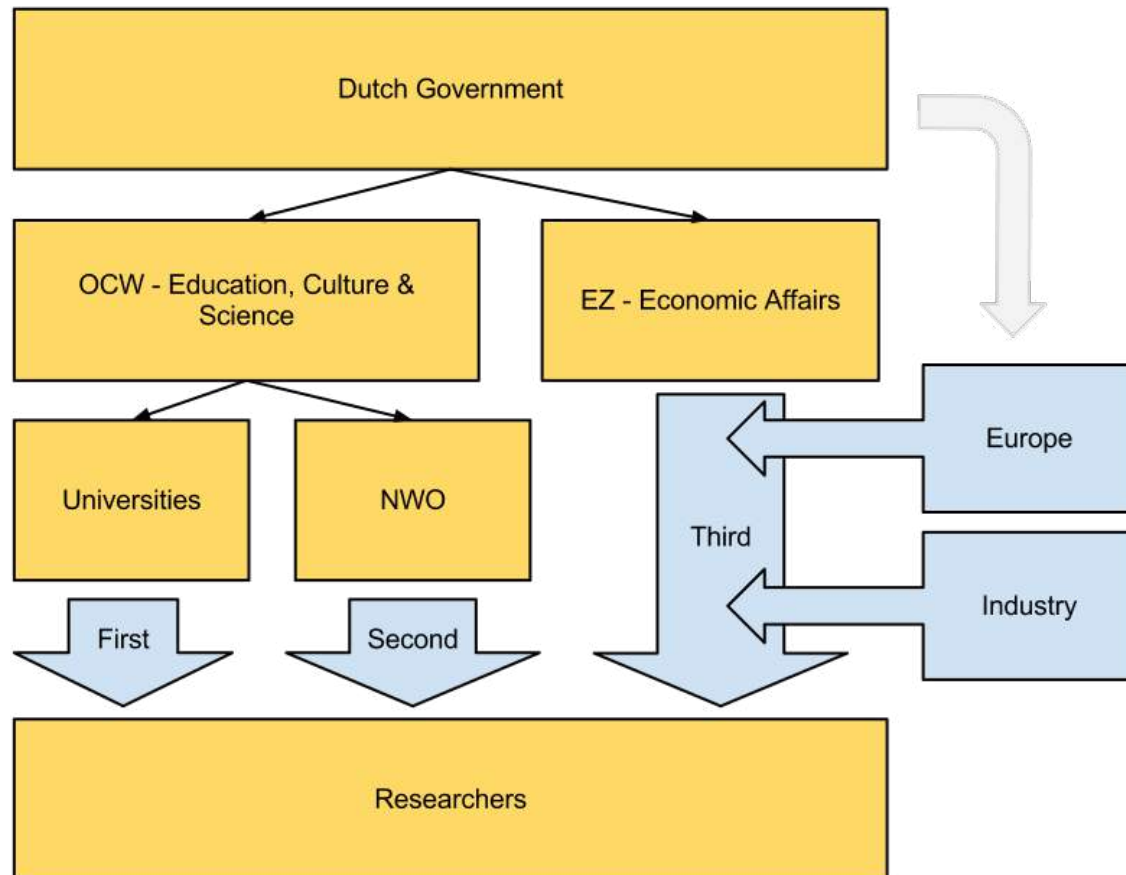 Dutch Government
OCW - Education, Culture &
Science
EZ - Economic Affairs
Universities
NWO
Europe
Third
Industry
First
Second
Researchers